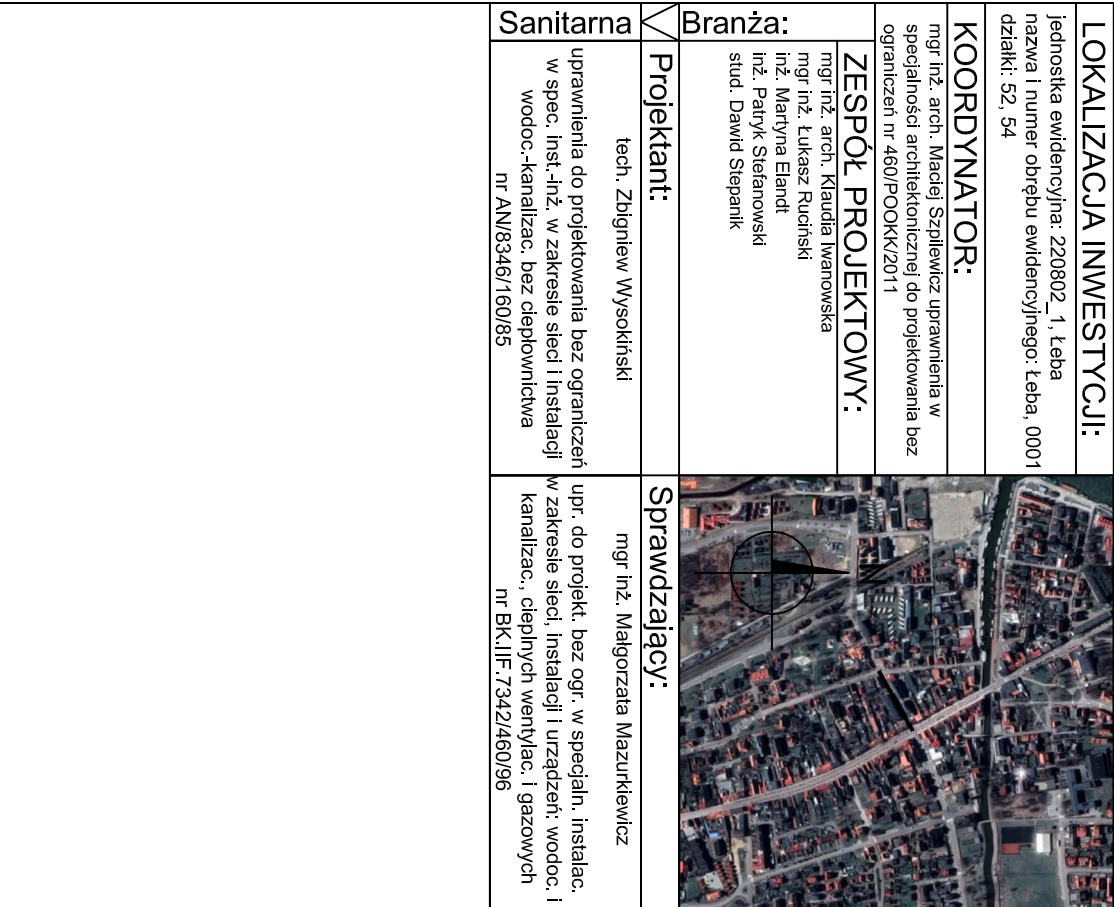 LOKALIZACJA INWESTYCJI:
jednostka ewidencyjna: 220802_1, Łeba
nazwa i numer obrębu ewidencyjnego: Łeba, 0001
działki: 52, 54
KOORDYNATOR:
mgr inż. arch. Maciej Szpilewicz uprawnienia w
specjalności architektonicznej do projektowania bez
ograniczeń nr 460/POOKK/2011
ZESPÓŁ PROJEKTOWY:
mgr inż. arch. Klaudia Iwanowska
mgr inż. Łukasz Ruciński
inż. Martyna Elandt
inż. Patryk Stefanowski
stud. Dawid Stepanik
N
Branża:
Sanitarna
Projektant:
tech. Zbigniew Wysokiński
uprawnienia do projektowania bez ograniczeń
w spec. inst.-inż. w zakresie sieci i instalacji
wodoc.-kanalizac. bez ciepłownictwa
nr AN/8346/160/85
Sprawdzający:
mgr inż. Małgorzata Mazurkiewicz
upr. do projekt. bez ogr. w specjaln. instalac.
w zakresie sieci, instalacji i urządzeń: wodoc. i
kanalizac., cieplnych wentylac. i gazowych
nr BK.IIF.7342/460/96